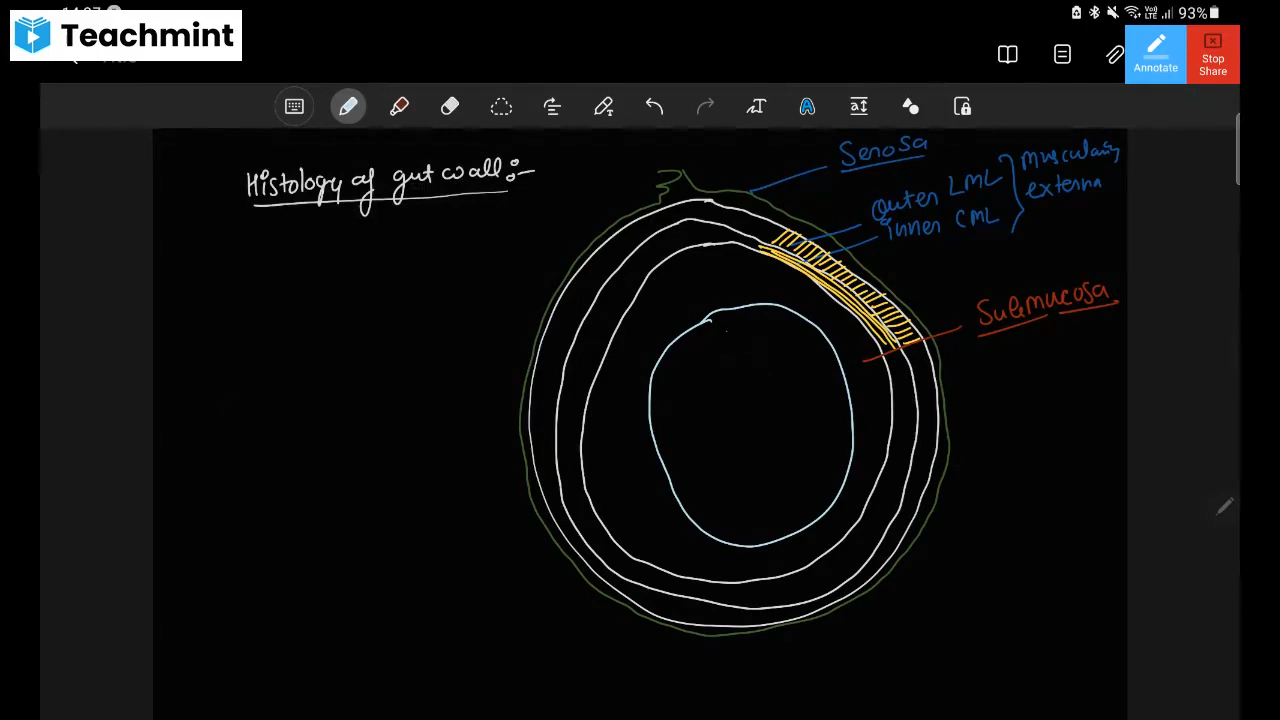 Teachmint
93%
Annotate
Stop
Share
Histology of gut wall:-
Serosa
Outer LML
inner CML
Muscularis
externa
Submucosa